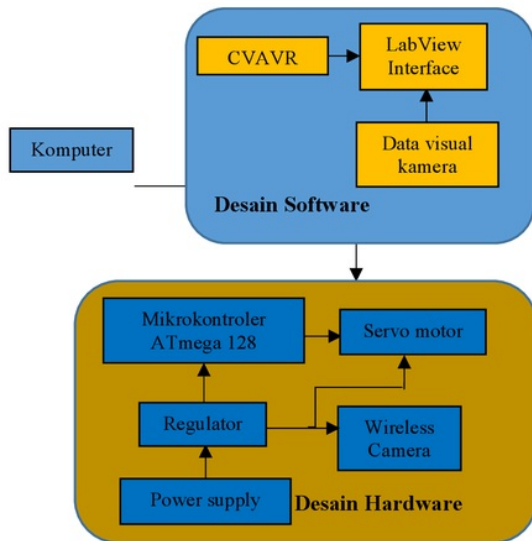 CVAVR
LabView
Interface
Komputer
Data visual
kamera
Desain Software
Mikrokontroler
ATmega 128
Servo motor
Regulator
Wireless
Camera
Power supply
Desain Hardware